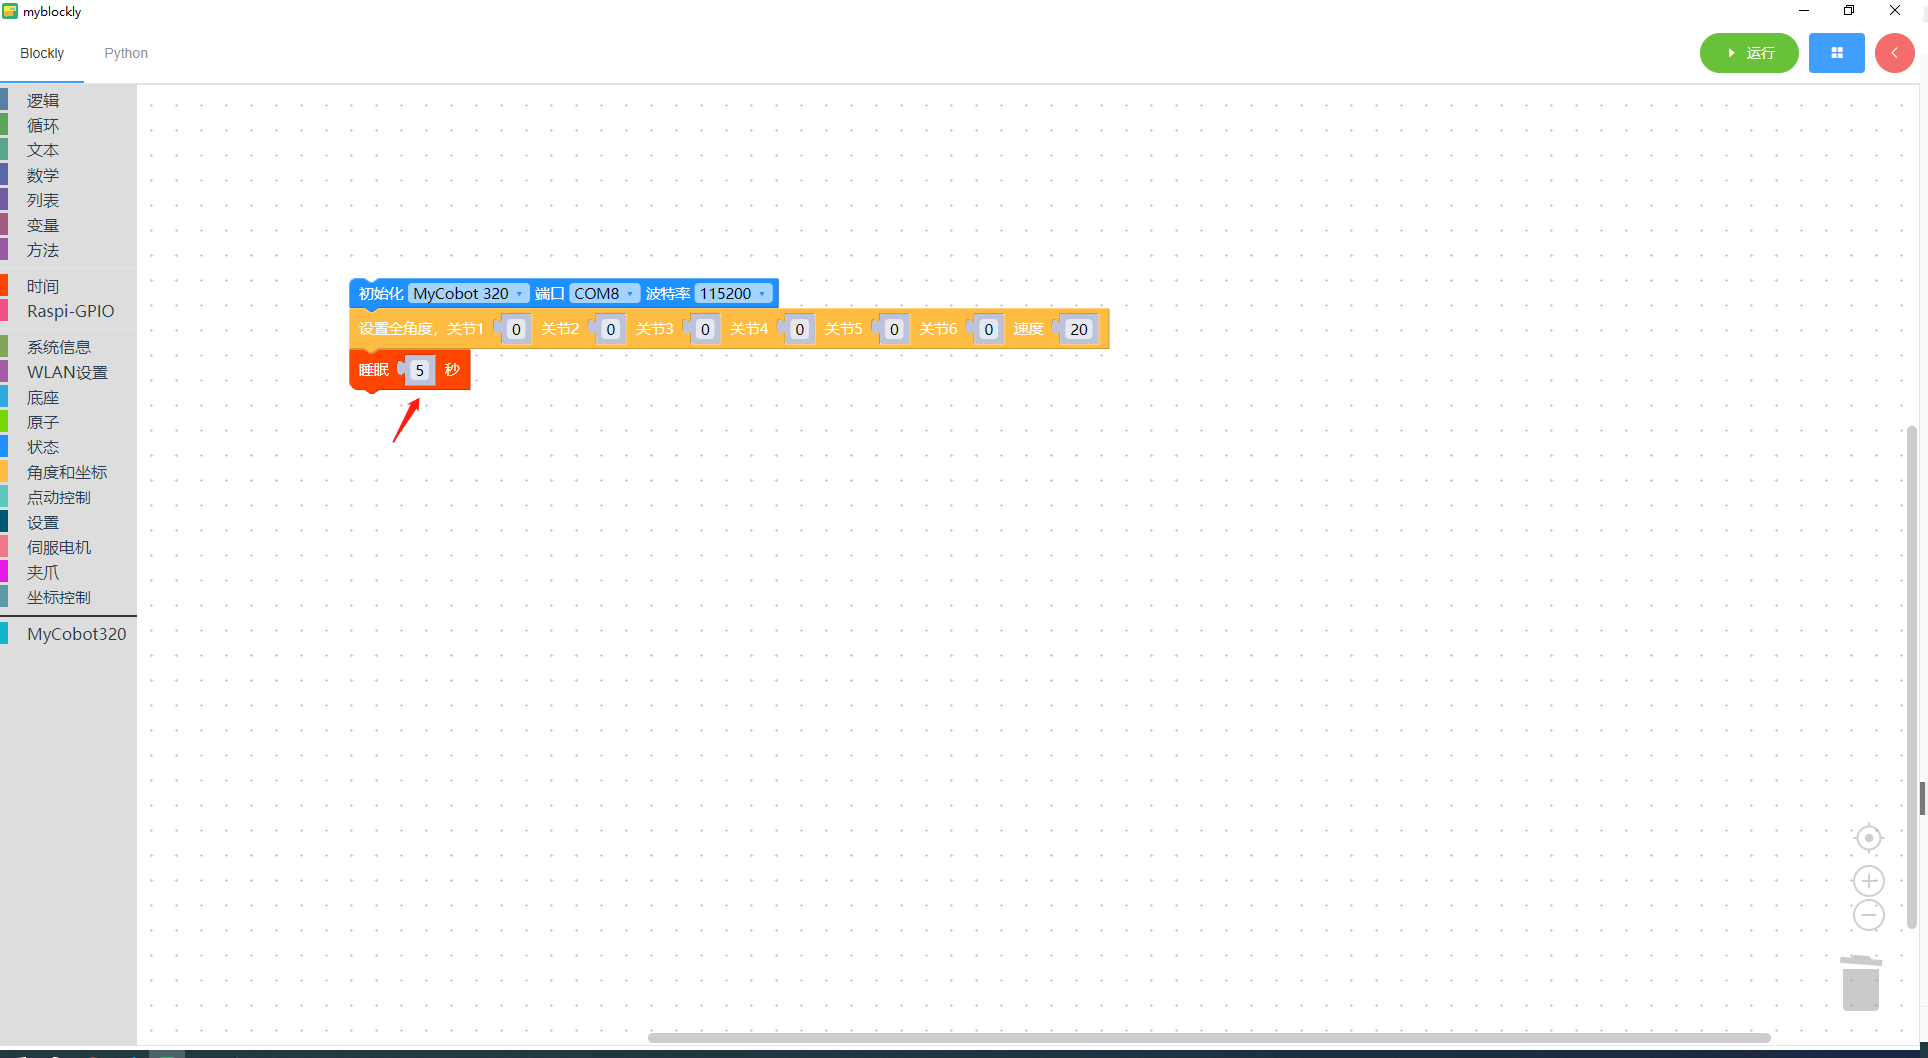 myblockly
Blockly Python 运行
逻辑
循环
文本
数学
列表
变量
方法
时间
Raspi-GPIO
系统信息
WLAN设置
底座
原子
状态
角度和坐标
点动控制
设置
伺服电机
夹爪
坐标控制
MyCobot320
初始化 MyCobot 320 端口 COM8 波特率 115200
设置全角度，关节1 0 关节2 0 关节3 0 关节4 0 关节5 0 关节6 0 速度 20
睡眠 5 秒